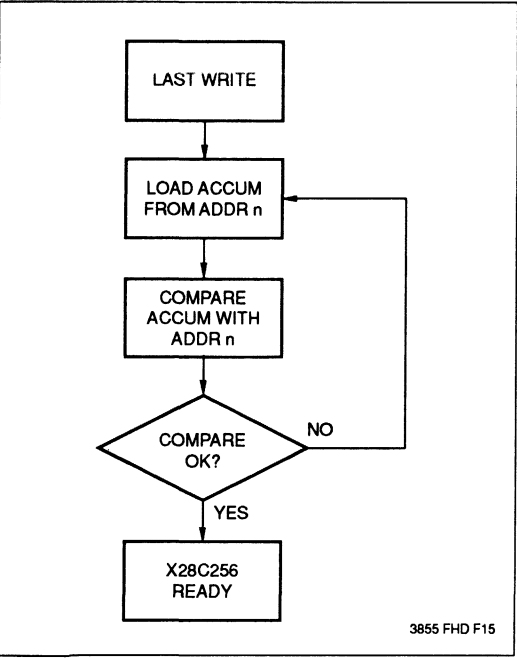 LAST WRITE
LOAD ACCUM
FROM ADDR n
COMPARE
ACCUM WITH
ADDR n
COMPARE
OK?
NO
YES
X28C256
READY
3855 FHD F15